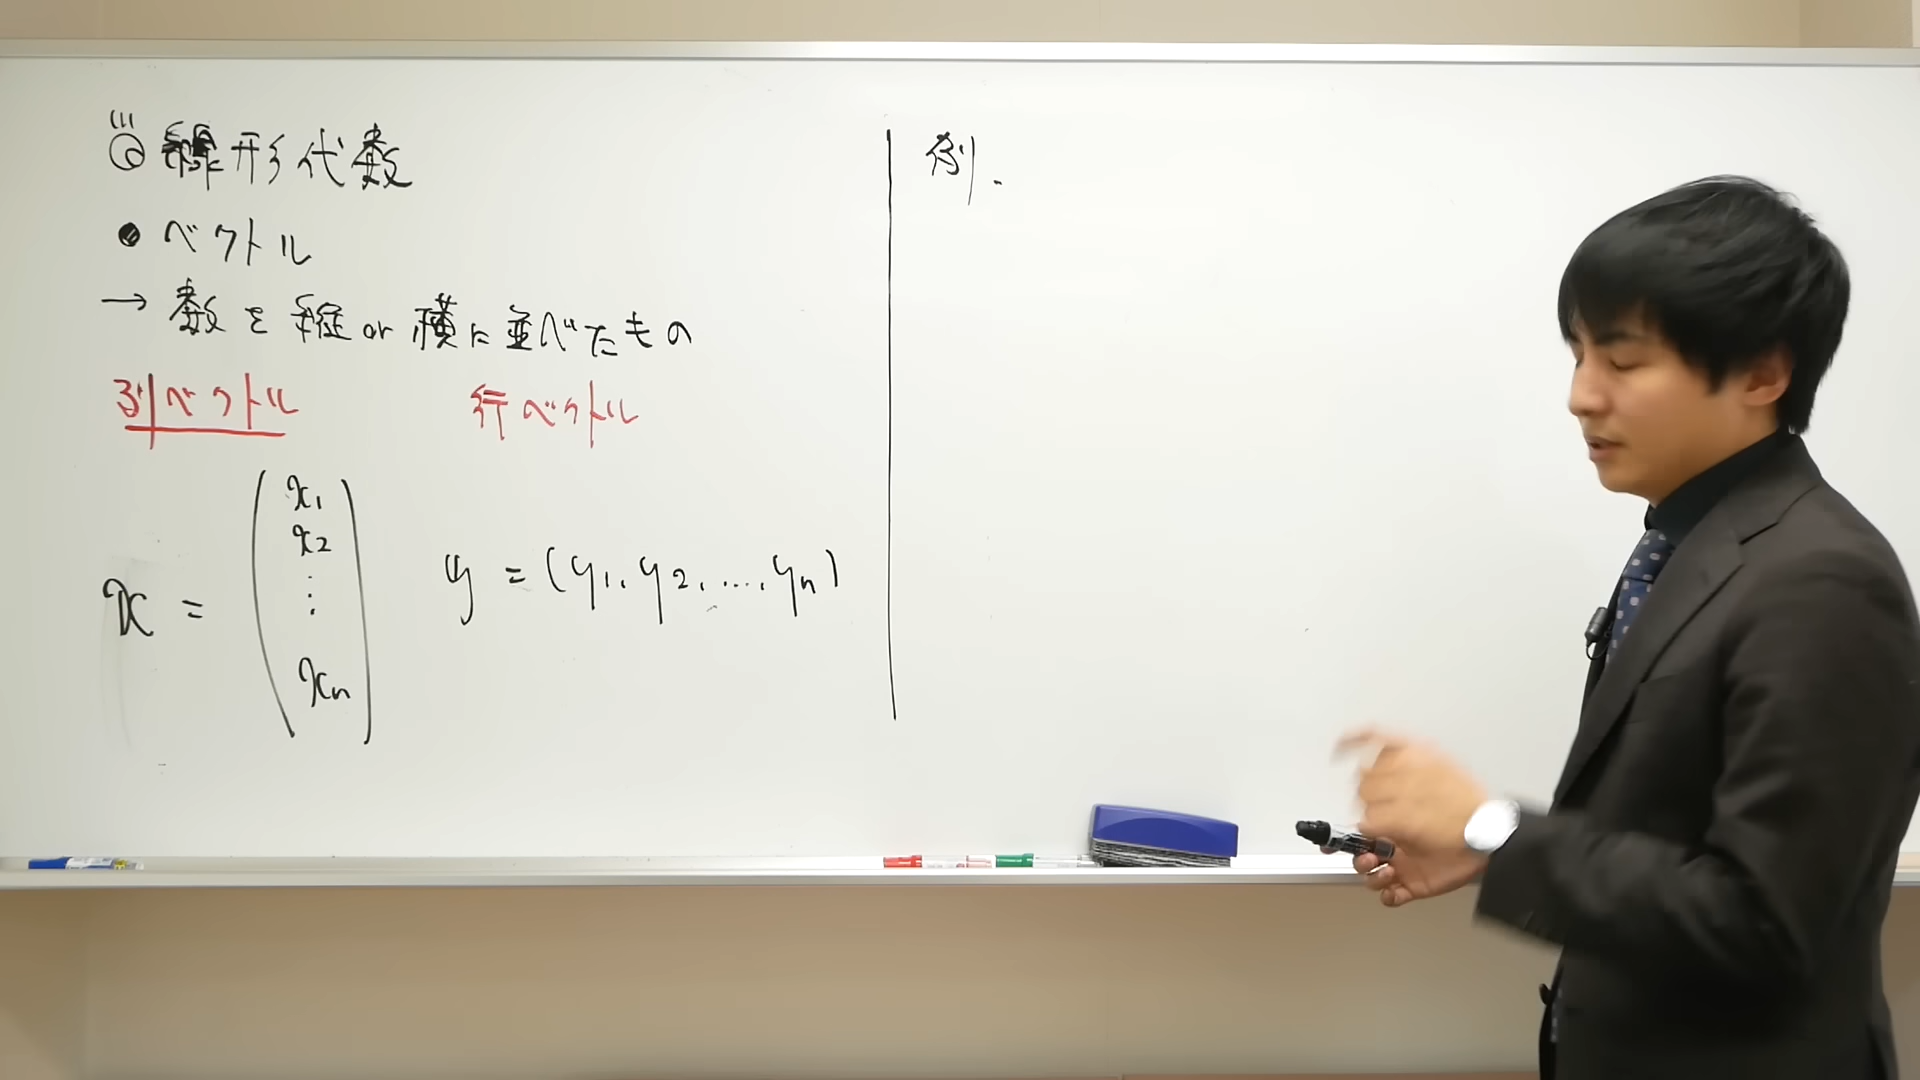 ◎ 線形代数
● ベクトル
→ 数を縦 or 横に並べたもの
列ベクトル 行ベクトル
x = (x1 x2 ⋮ xn)
y = (y1, y2, ..., yn)
例.